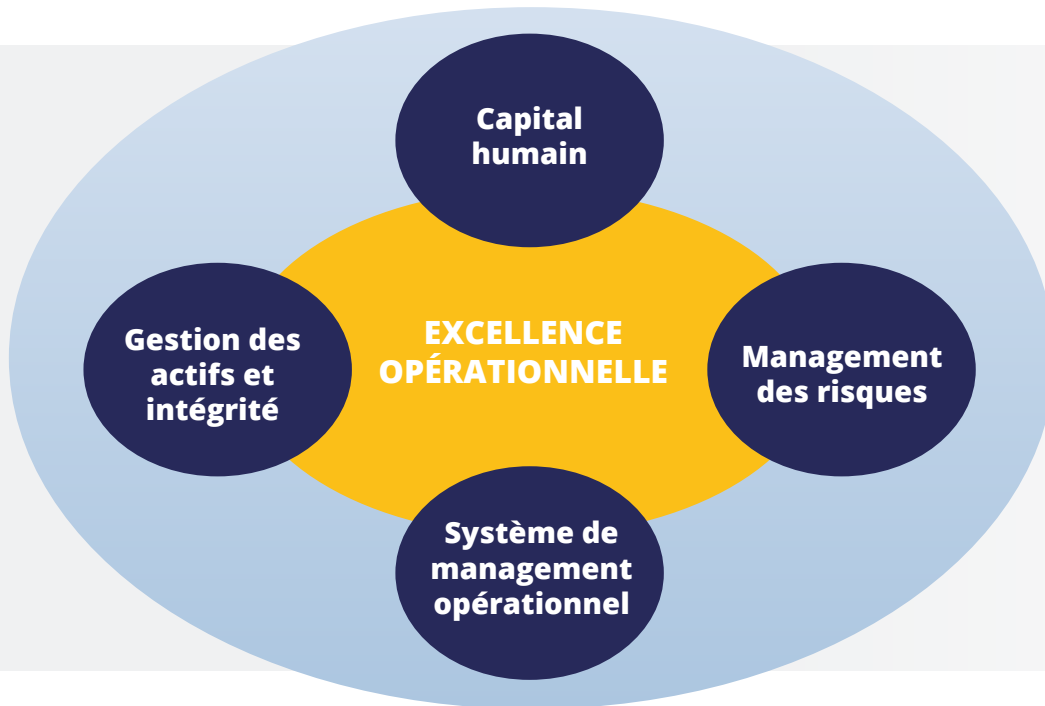 Capital
humain
Gestion des
actifs et
intégrité
EXCELLENCE
OPÉRATIONNELLE
Management
des risques
Système de
management
opérationnel